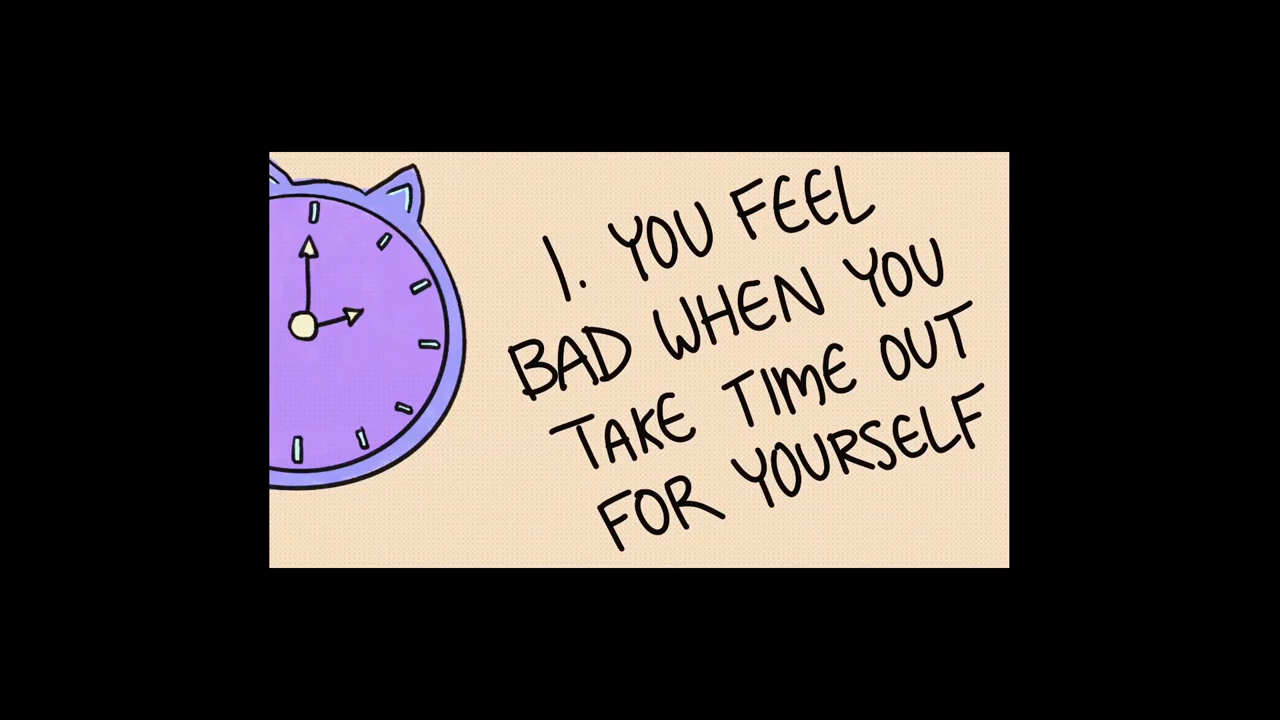 1. YOU FEEL
BAD WHEN YOU
TAKE TIME OUT
FOR YOURSELF